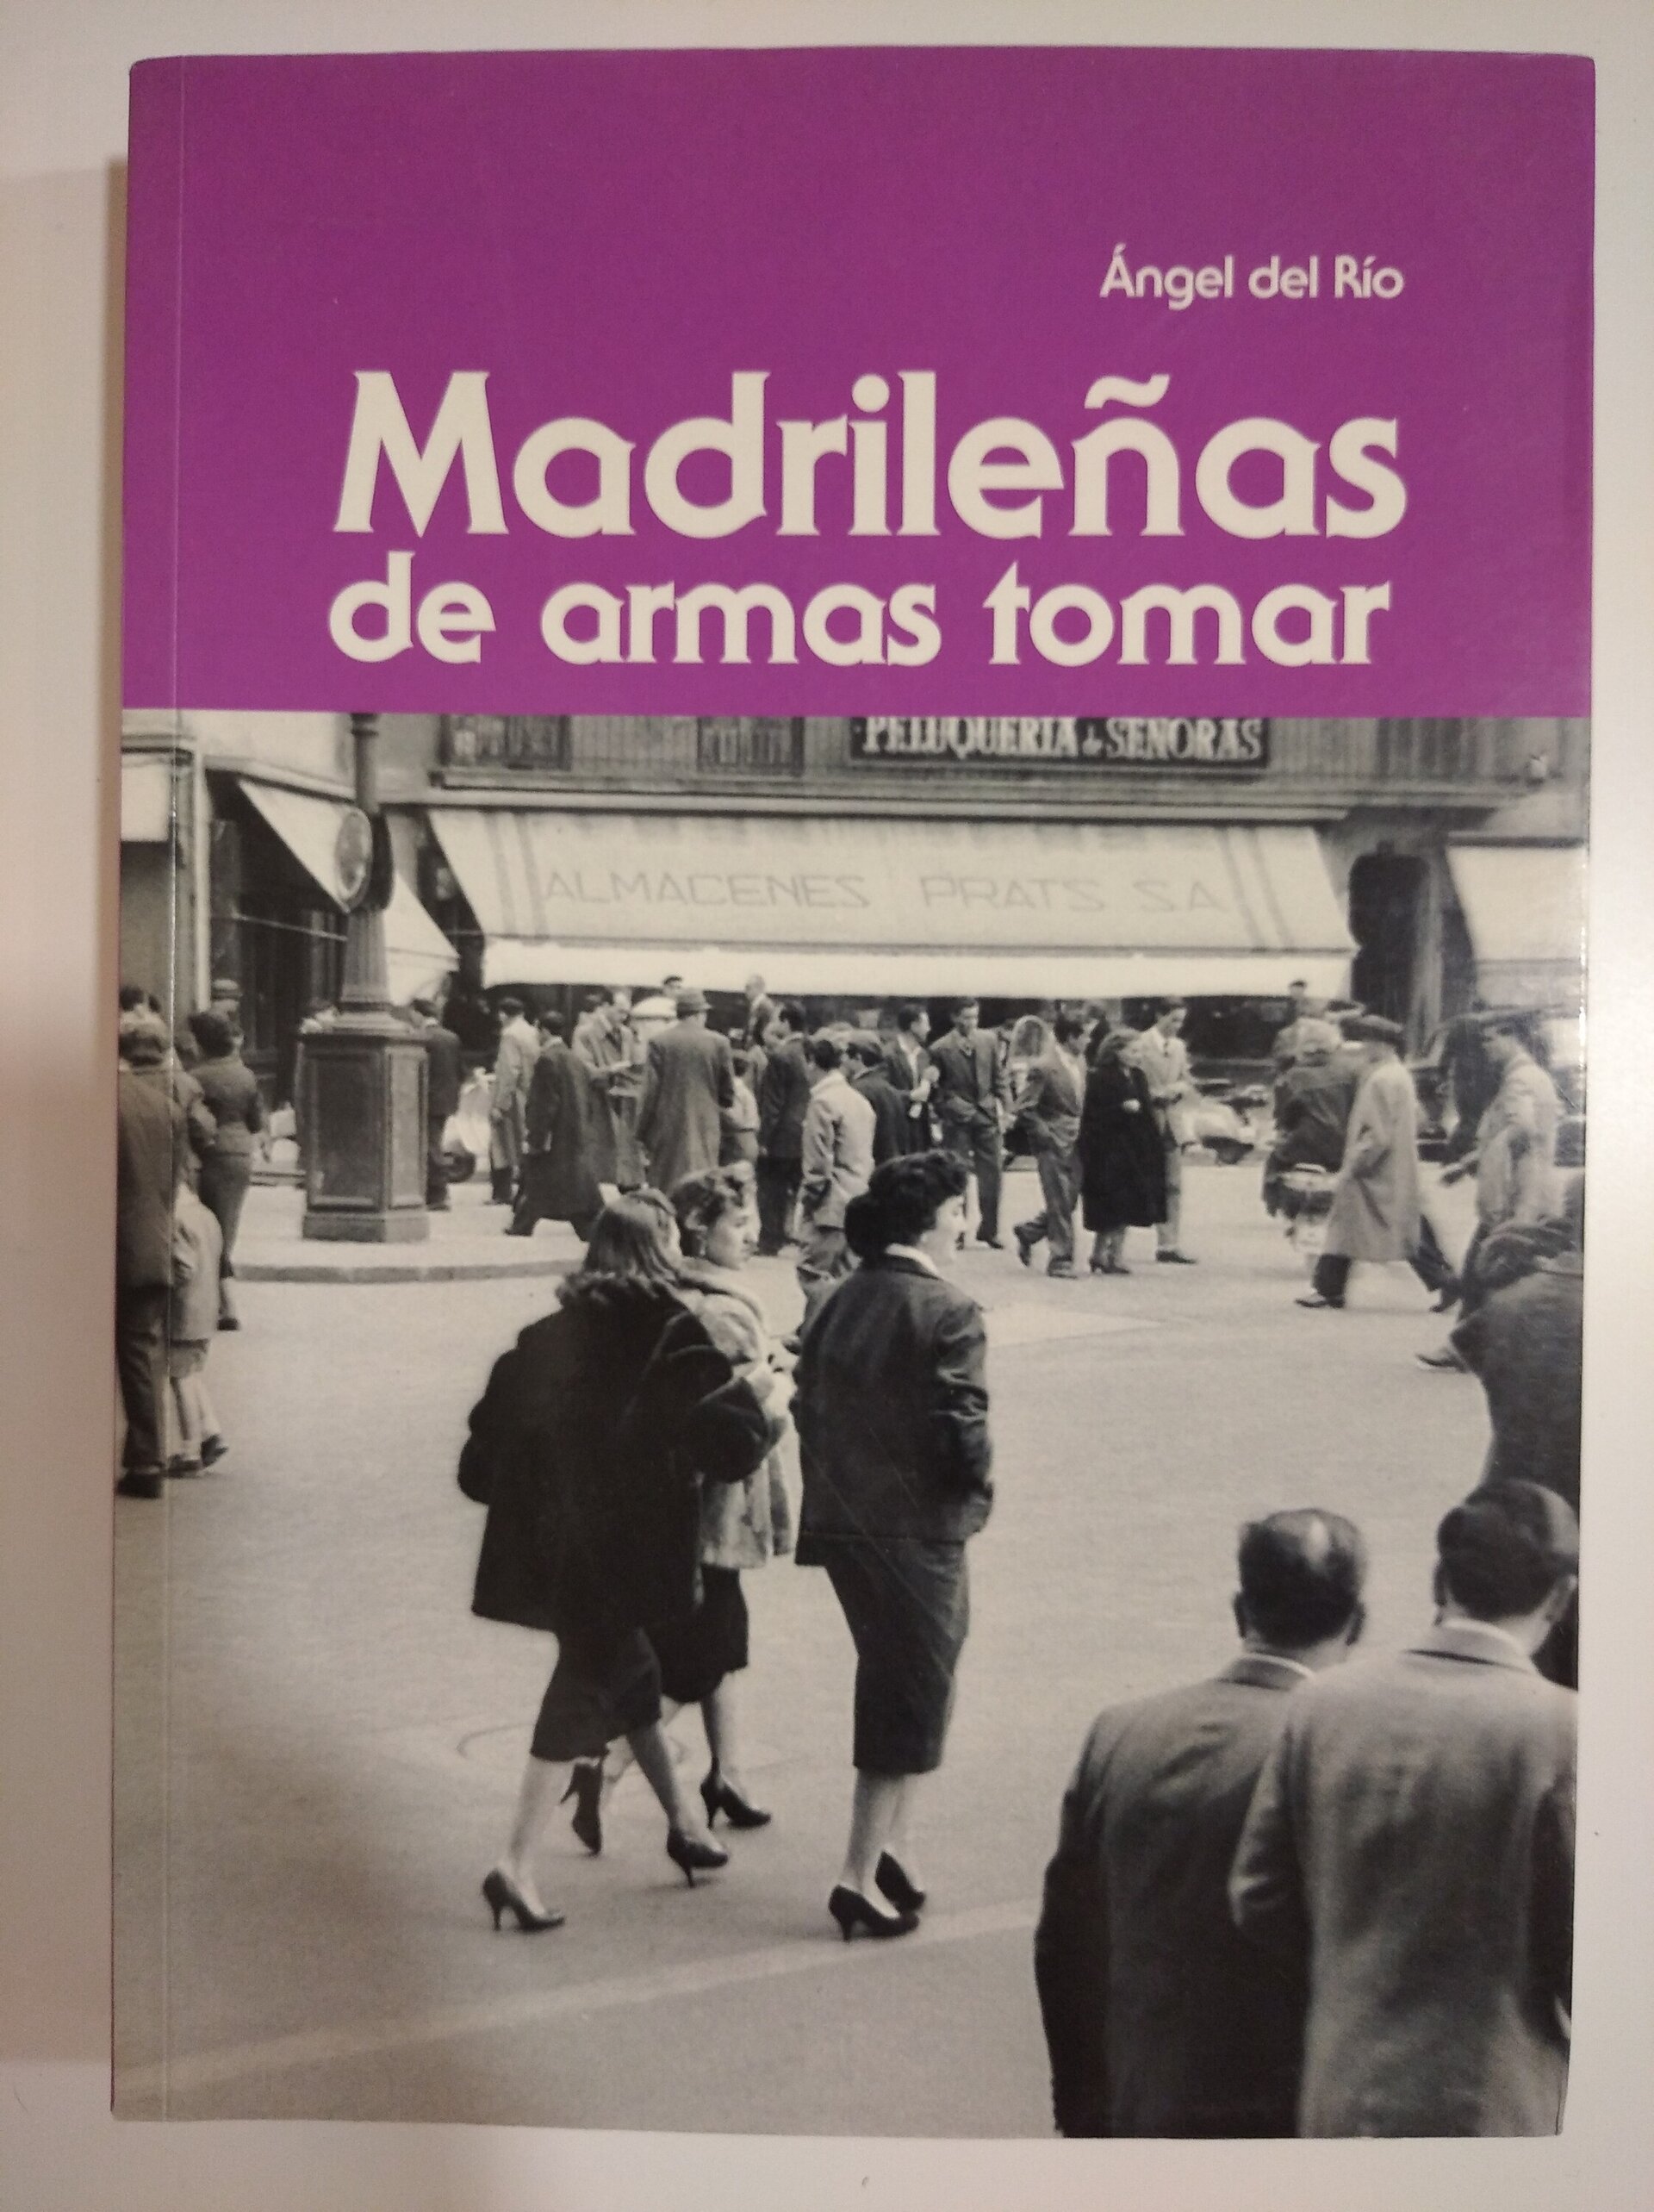 Ángel del Río
Madrileñas
de armas tomar
PELUQUERIA de SEÑORAS
ALMACENES PRATS S A